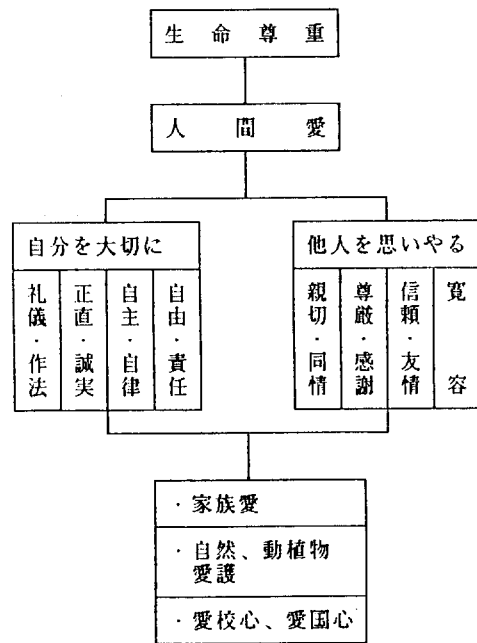 生命尊重
人間愛
自分を大切に
礼儀・作法
正直・誠実
自主・自律
自由・責任
他人を思いやる
親切・同情
尊厳・感謝
信頼・友情
寛容
・家族愛
・自然、動植物
愛護
・愛校心、愛国心